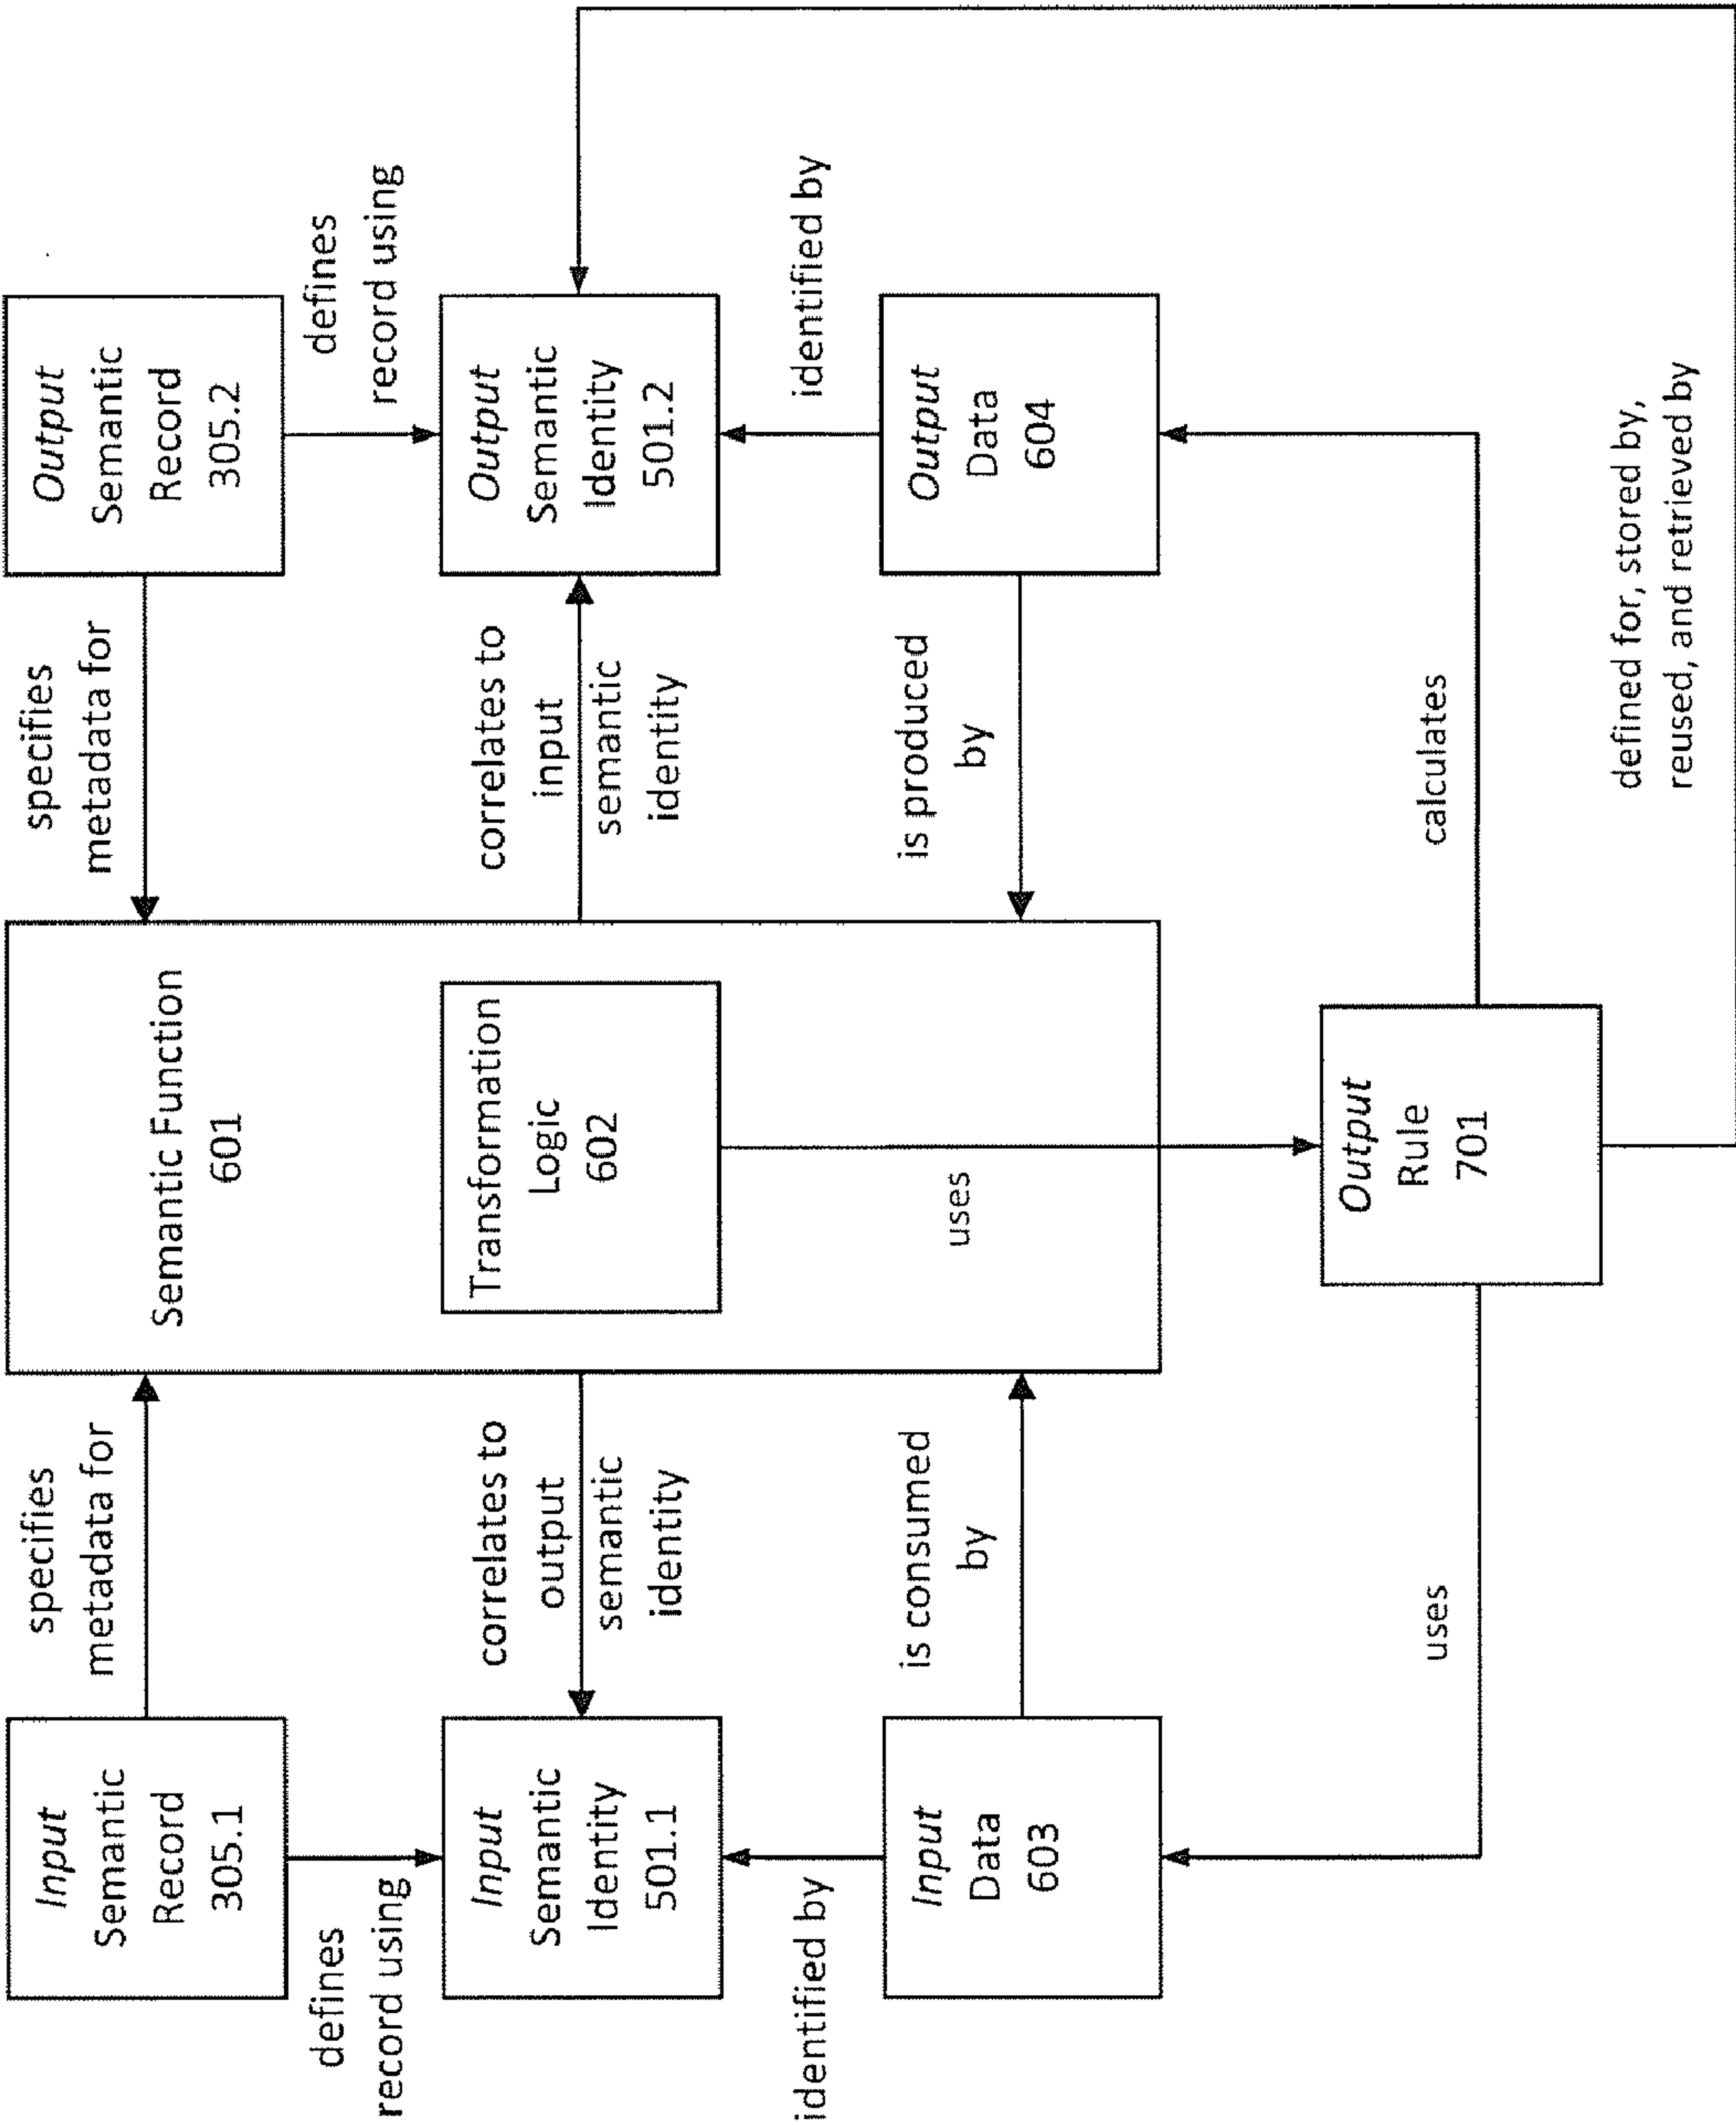 Input
Semantic
Record
305.1
specifies
metadata for
Semantic Function
601
specifies
metadata for
Output
Semantic
Record
305.2
defines
record using
defines
record using
Input
Semantic
Identity
501.1
correlates to
output
semantic
identity
Transformation
Logic
602
correlates to
input
semantic
identity
Output
Semantic
Identity
501.2
identified by
identified by
Input
Data
603
is consumed
by
uses
is produced
by
Output
Data
604
uses
Output
Rule
701
calculates
defined for, stored by,
reused, and retrieved by